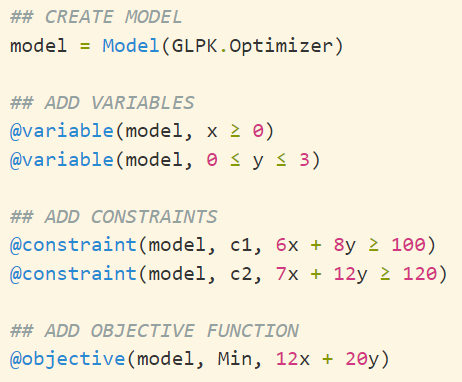 ## CREATE MODEL
model = Model(GLPK.Optimizer)
## ADD VARIABLES
@variable(model, x ≥ 0)
@variable(model, 0 ≤ y ≤ 3)
## ADD CONSTRAINTS
@constraint(model, c1, 6x + 8y ≥ 100)
@constraint(model, c2, 7x + 12y ≥ 120)
## ADD OBJECTIVE FUNCTION
@objective(model, Min, 12x + 20y)